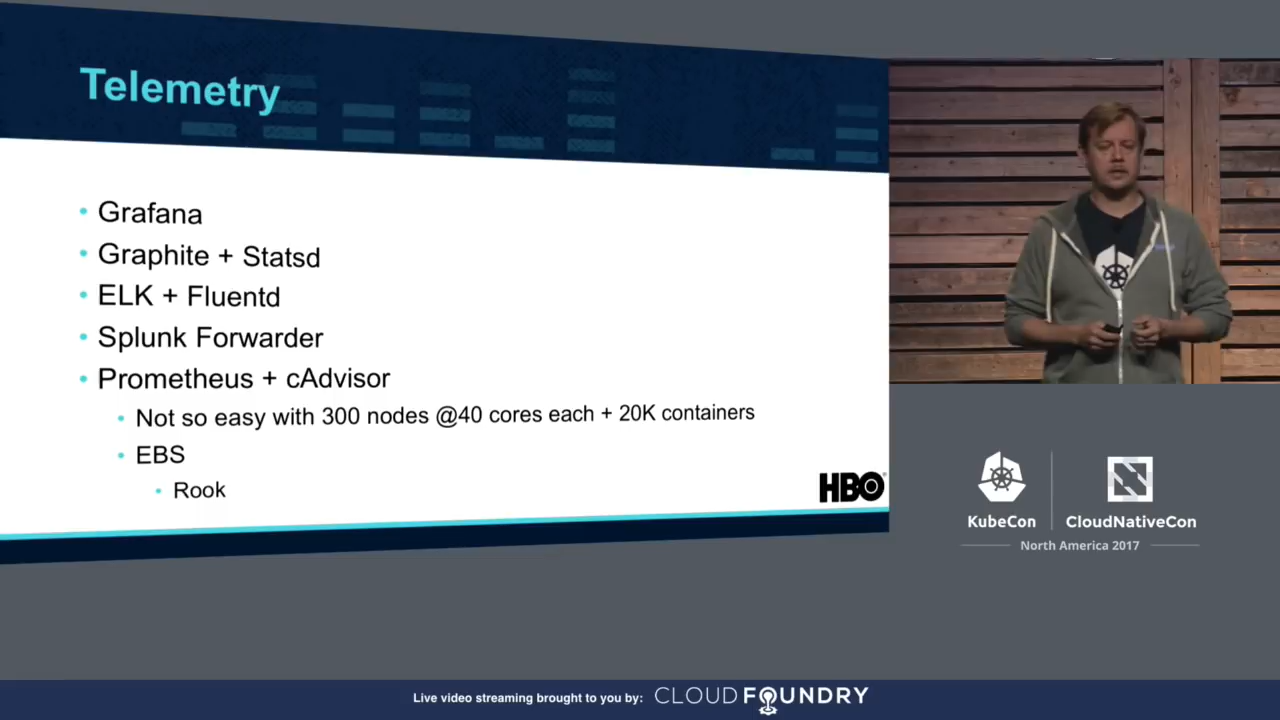 Telemetry
• Grafana
• Graphite + Statsd
• ELK + Fluentd
• Splunk Forwarder
• Prometheus + cAdvisor
• Not so easy with 300 nodes @40 cores each + 20K containers
• EBS
• Rook
HBO
KubeCon
CloudNativeCon
North America 2017
Live video streaming brought to you by: CLOUD FOUNDRY